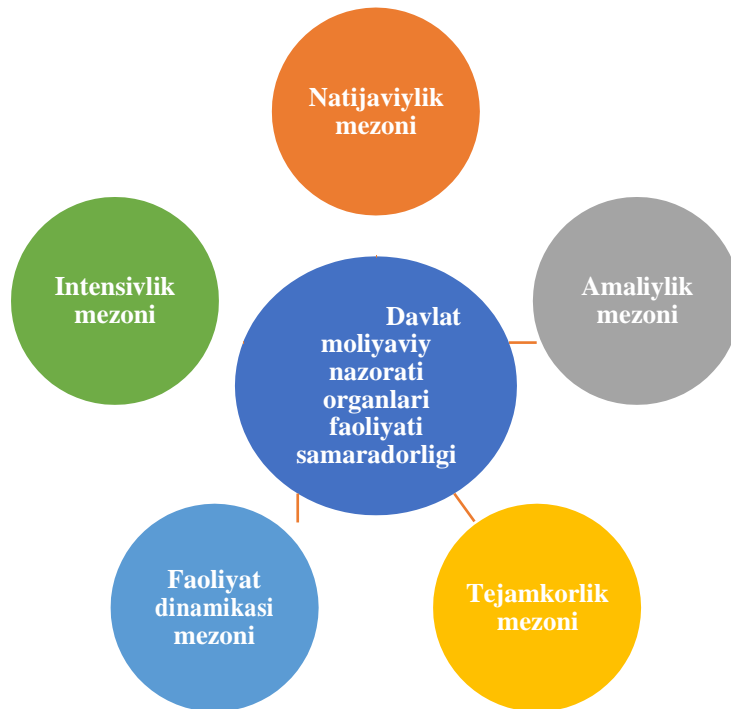 Natijaviylik
mezoni
Intensivlik
mezoni
Amaliylik
mezoni
Davlat
moliyaviy
nazorati
organlari
faoliyati
samaradorligi
Faoliyat
dinamikasi
mezoni
Tejamkorlik
mezoni